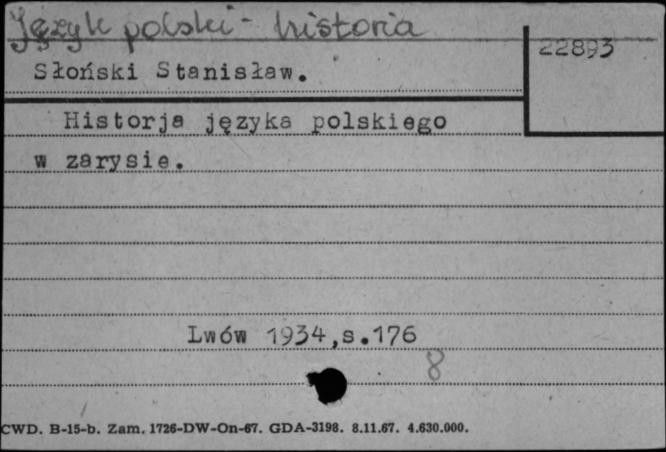 Język polski - historia
22893
Słoński Stanisław.
Historja języka polskiego
w zarysie.
Lwów 1934,s.176
8
CWD. B-15-b. Zam. 1726-DW-On-67. GDA-3198. 8.11.67. 4.630.000.